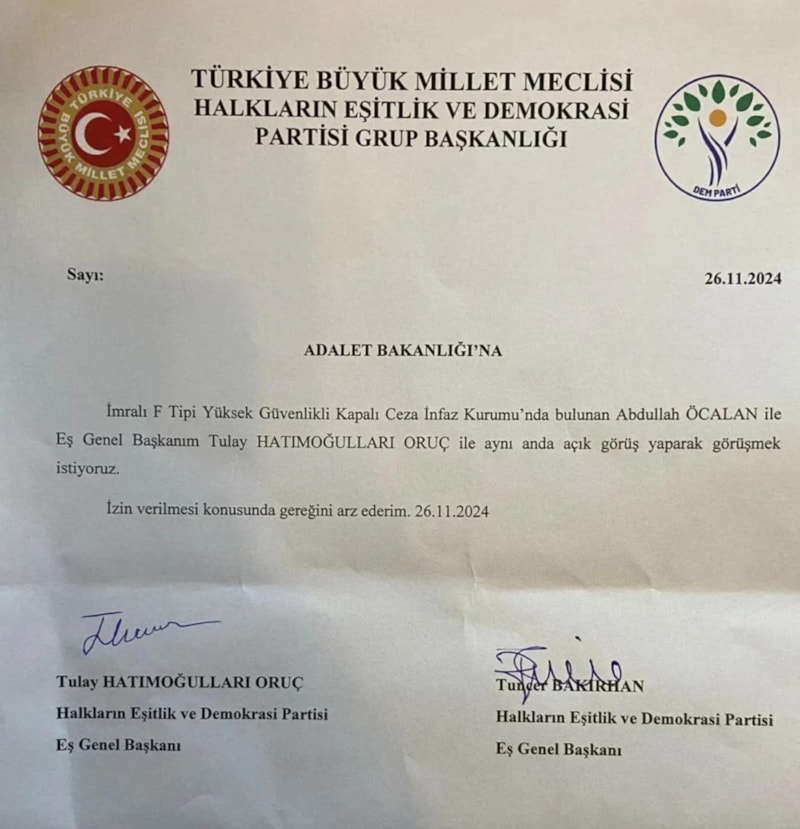 TÜRKİYE BÜYÜK MİLLET MECLİSİ
HALKLARIN EŞİTLİK VE DEMOKRASİ
PARTİSİ GRUP BAŞKANLIĞI
TÜRKİYE
BÜYÜK MİLLET MECLİSİ
DEM PARTİ
Sayı:
26.11.2024
ADALET BAKANLIĞI’NA
İmralı F Tipi Yüksek Güvenlikli Kapalı Ceza İnfaz Kurumu’nda bulunan Abdullah ÖCALAN ile
Eş Genel Başkanım Tulay HATIMOĞULLARI ORUÇ ile aynı anda açık görüş yaparak görüşmek
istiyoruz.
İzin verilmesi konusunda gereğini arz ederim. 26.11.2024
Tulay HATIMOĞULLARI ORUÇ
Halkların Eşitlik ve Demokrasi Partisi
Eş Genel Başkanı
Tuncer BAKIRHAN
Halkların Eşitlik ve Demokrasi Partisi
Eş Genel Başkanı